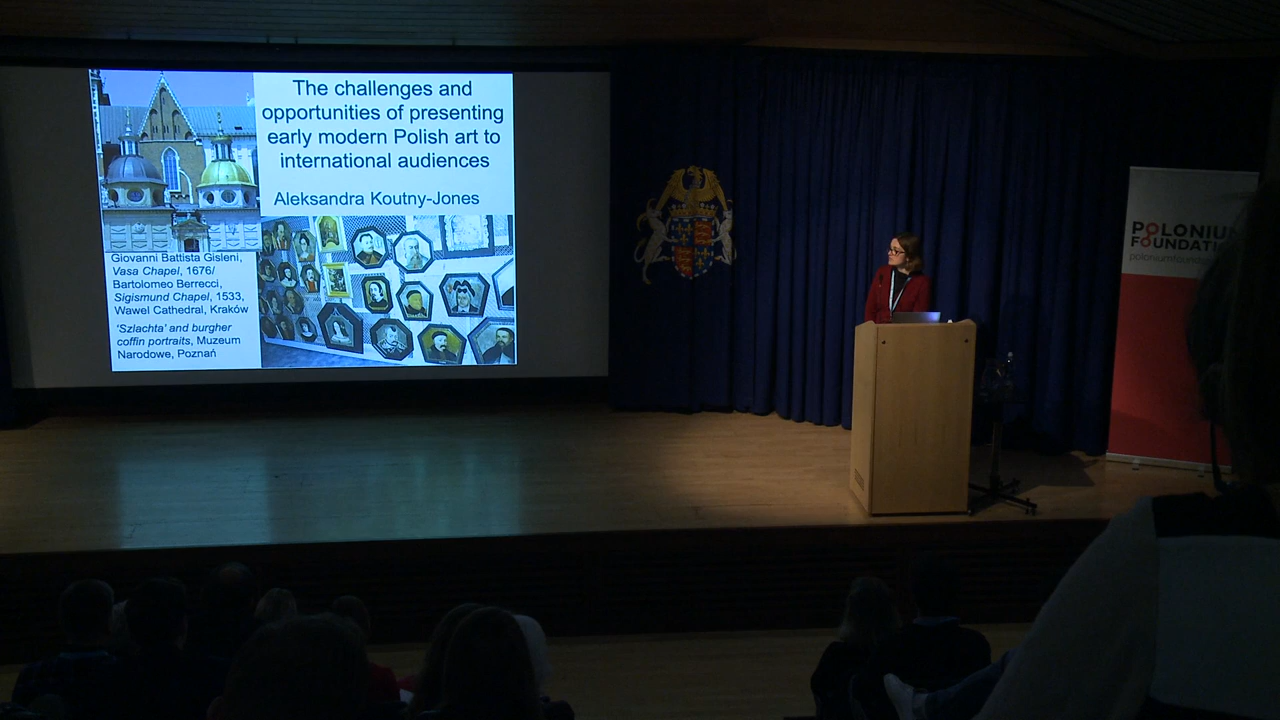 The challenges and
opportunities of presenting
early modern Polish art to
international audiences
Aleksandra Koutny-Jones
Giovanni Battista Gisleni,
Vasa Chapel, 1676/
Bartolomeo Berrecci,
Sigismund Chapel, 1533,
Wawel Cathedral, Kraków
'Szlachta' and burgher
coffin portraits, Muzeum
Narodowe, Poznań
POLONIUM
FOUNDATIO